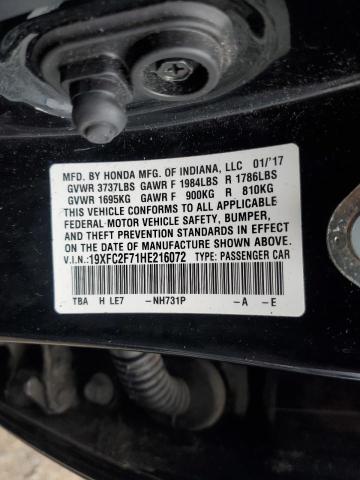 MFD. BY HONDA MFG. OF INDIANA, LLC 01/'17
GVWR 3737LBS GAWR F 1984LBS R 1786LBS
GVWR 1695KG GAWR F 900KG R 810KG
THIS VEHICLE CONFORMS TO ALL APPLICABLE
FEDERAL MOTOR VEHICLE SAFETY, BUMPER,
AND THEFT PREVENTION STANDARDS IN EFFECT
ON THE DATE OF MANUFACTURE SHOWN ABOVE.
V.I.N.: 19XFC2F71HE216072 TYPE: PASSENGER CAR
TBA H LE7 -NH731P -A -E